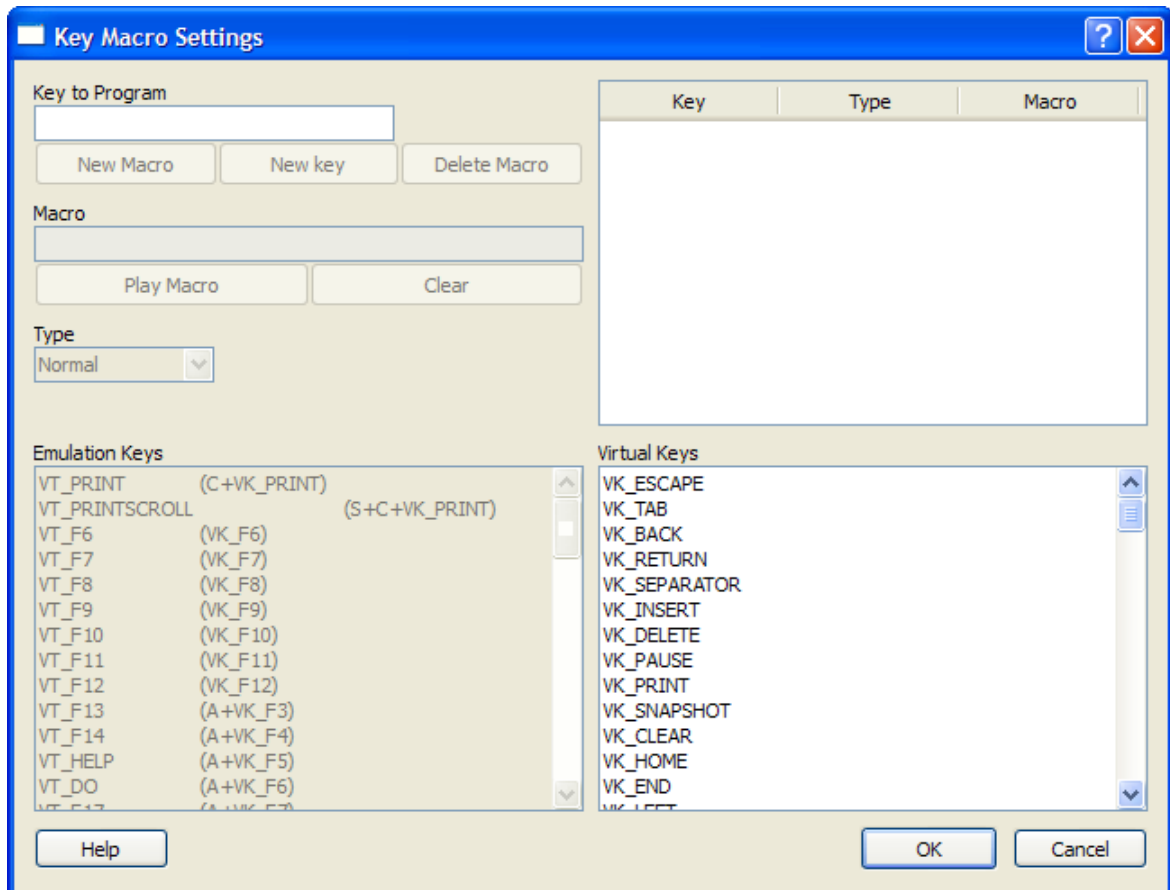 Key Macro Settings
Key to Program
New Macro New key Delete Macro
Macro
Play Macro Clear
Type
Normal
Key Type Macro
Emulation Keys
VT_PRINT (C+VK_PRINT)
VT_PRINTSCROLL (S+C+VK_PRINT)
VT_F6 (VK_F6)
VT_F7 (VK_F7)
VT_F8 (VK_F8)
VT_F9 (VK_F9)
VT_F10 (VK_F10)
VT_F11 (VK_F11)
VT_F12 (VK_F12)
VT_F13 (A+VK_F3)
VT_F14 (A+VK_F4)
VT_HELP (A+VK_F5)
VT_DO (A+VK_F6)
VT_F17 (A+VK_F7)
Virtual Keys
VK_ESCAPE
VK_TAB
VK_BACK
VK_RETURN
VK_SEPARATOR
VK_INSERT
VK_DELETE
VK_PAUSE
VK_PRINT
VK_SNAPSHOT
VK_CLEAR
VK_HOME
VK_END
VK_LEFT
Help OK Cancel